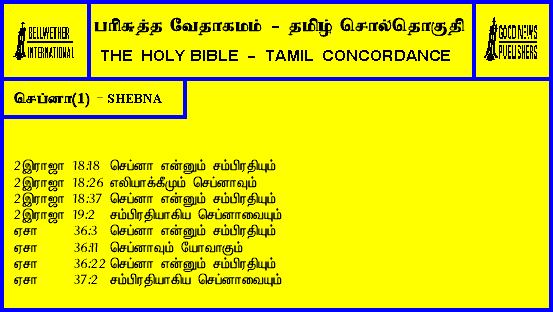 BELLWETHER
INTERNATIONAL
பரிசுத்த வேதாகமம் - தமிழ் சொல்தொகுதி
THE HOLY BIBLE - TAMIL CONCORDANCE
GOOD NEWS
PUBLISHERS
செப்னா(1) - SHEBNA
2இராஜா 18:18 செப்னா என்னும் சம்பிரதியும்
2இராஜா 18:26 எலியாக்கீமும் செப்னாவும்
2இராஜா 18:37 செப்னா என்னும் சம்பிரதியும்
2இராஜா 19:2 சம்பிரதியாகிய செப்னாவையும்
ஏசா 36:3 செப்னா என்னும் சம்பிரதியும்
ஏசா 36:11 செப்னாவும் யோவாகும்
ஏசா 36:22 செப்னா என்னும் சம்பிரதியும்
ஏசா 37:2 சம்பிரதியாகிய செப்னாவையும்